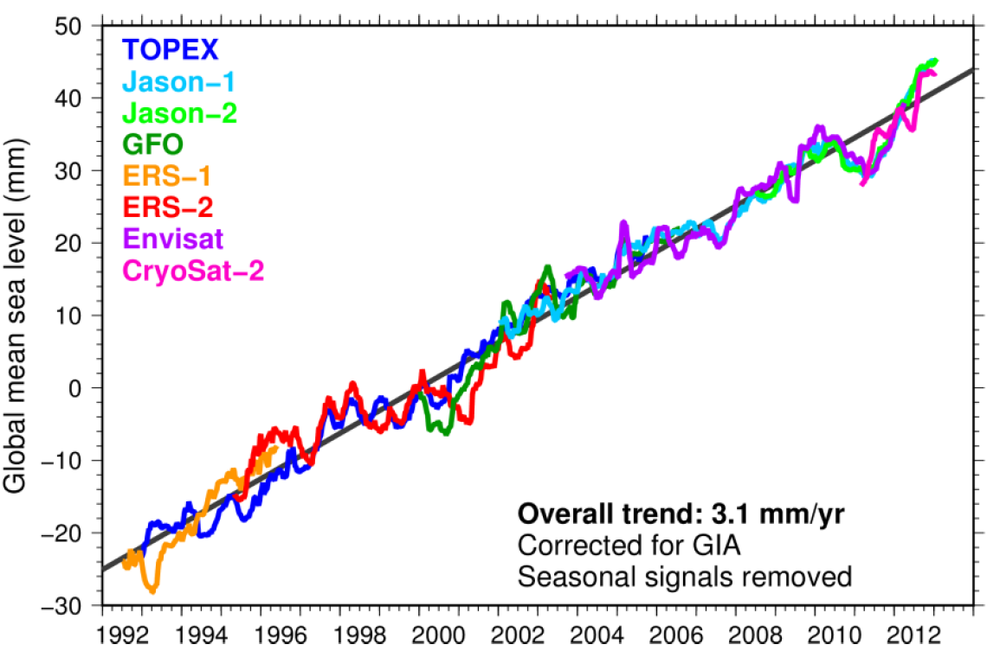 50
40
30
20
10
0
−10
−20
−30
Global mean sea level (mm)
TOPEX
Jason−1
Jason−2
GFO
ERS−1
ERS−2
Envisat
CryoSat−2
Overall trend: 3.1 mm/yr
Corrected for GIA
Seasonal signals removed
1992 1994 1996 1998 2000 2002 2004 2006 2008 2010 2012